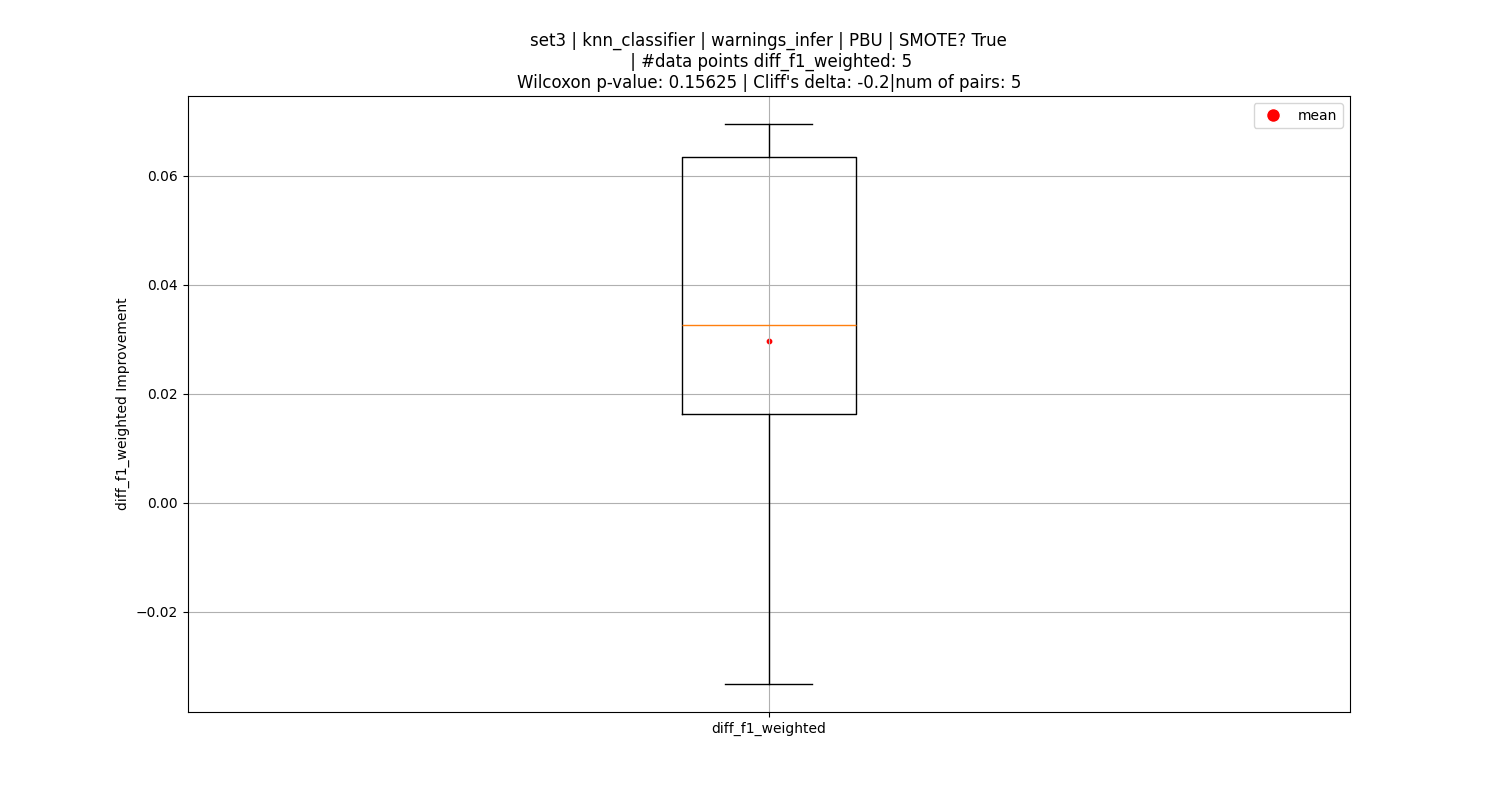 set3 | knn_classifier | warnings_infer | PBU | SMOTE? True
| #data points diff_f1_weighted: 5
Wilcoxon p-value: 0.15625 | Cliff's delta: -0.2|num of pairs: 5
mean
0.06
0.04
0.02
0.00
−0.02
diff_f1_weighted Improvement
diff_f1_weighted